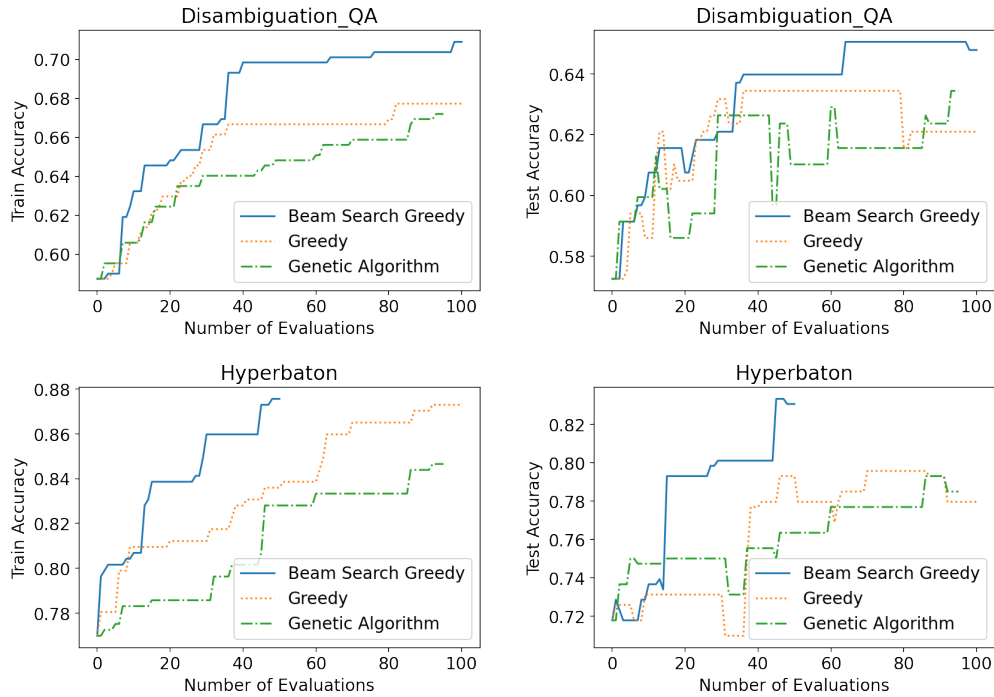 Disambiguation_QA
Train Accuracy
0.70
0.68
0.66
0.64
0.62
0.60
Beam Search Greedy
Greedy
Genetic Algorithm
0 20 40 60 80 100
Number of Evaluations
Disambiguation_QA
Test Accuracy
0.64
0.62
0.60
0.58
Beam Search Greedy
Greedy
Genetic Algorithm
0 20 40 60 80 100
Number of Evaluations
Hyperbaton
Train Accuracy
0.88
0.86
0.84
0.82
0.80
0.78
Beam Search Greedy
Greedy
Genetic Algorithm
0 20 40 60 80 100
Number of Evaluations
Hyperbaton
Test Accuracy
0.82
0.80
0.78
0.76
0.74
0.72
Beam Search Greedy
Greedy
Genetic Algorithm
0 20 40 60 80 100
Number of Evaluations